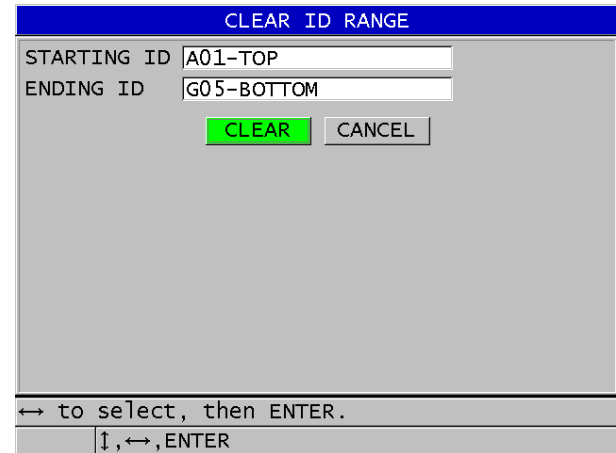 CLEAR ID RANGE
STARTING ID A01-TOP
ENDING ID G05-BOTTOM
CLEAR CANCEL
↔ to select, then ENTER.
↕,↔,ENTER